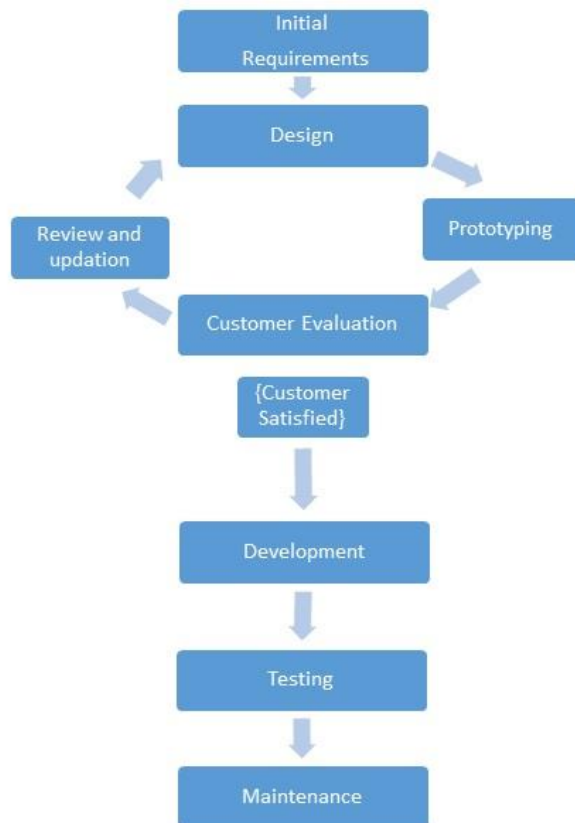 Initial
Requirements
Design
Prototyping
Review and
updation
Customer Evaluation
{Customer
Satisfied}
Development
Testing
Maintenance